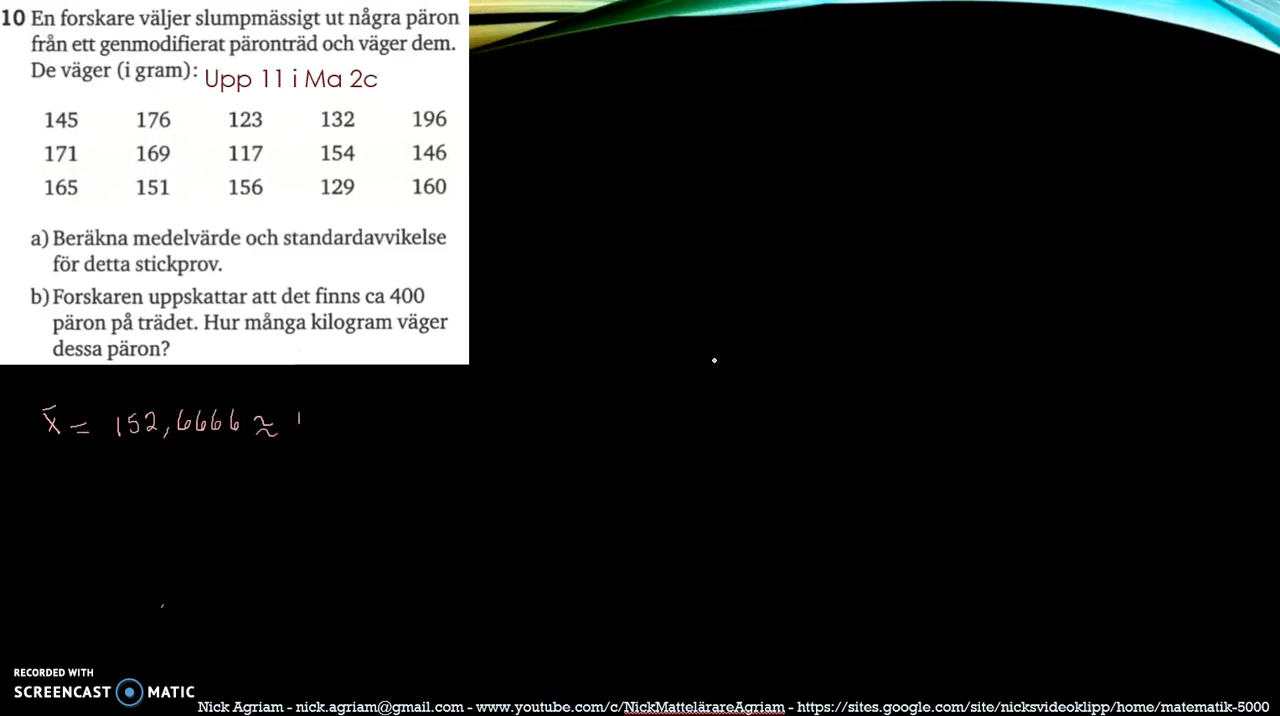 10 En forskare väljer slumpmässigt ut några päron
från ett genmodifierat päronträd och väger dem.
De väger (i gram): Upp 11 i Ma 2c
145 176 123 132 196
171 169 117 154 146
165 151 156 129 160
a) Beräkna medelvärde och standardavvikelse
för detta stickprov.
b) Forskaren uppskattar att det finns ca 400
päron på trädet. Hur många kilogram väger
dessa päron?
x̄ = 152,6666 ≈ 1
RECORDED WITH
SCREENCAST MATIC
Nick Agriam - nick.agriam@gmail.com - www.youtube.com/c/NickMattelärareAgriam - https://sites.google.com/site/nicksvideoklipp/home/matematik-5000